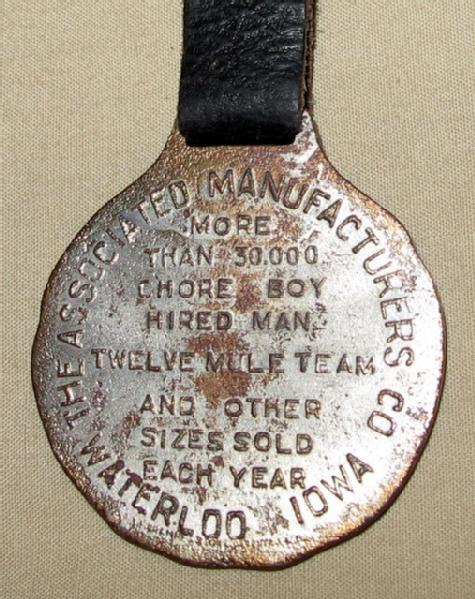 THE ASSOCIATED MANUFACTURERS CO
MORE
THAN 30.000
CHORE BOY
HIRED MAN
TWELVE MULE TEAM
AND OTHER
SIZES SOLD
EACH YEAR
WATERLOO IOWA